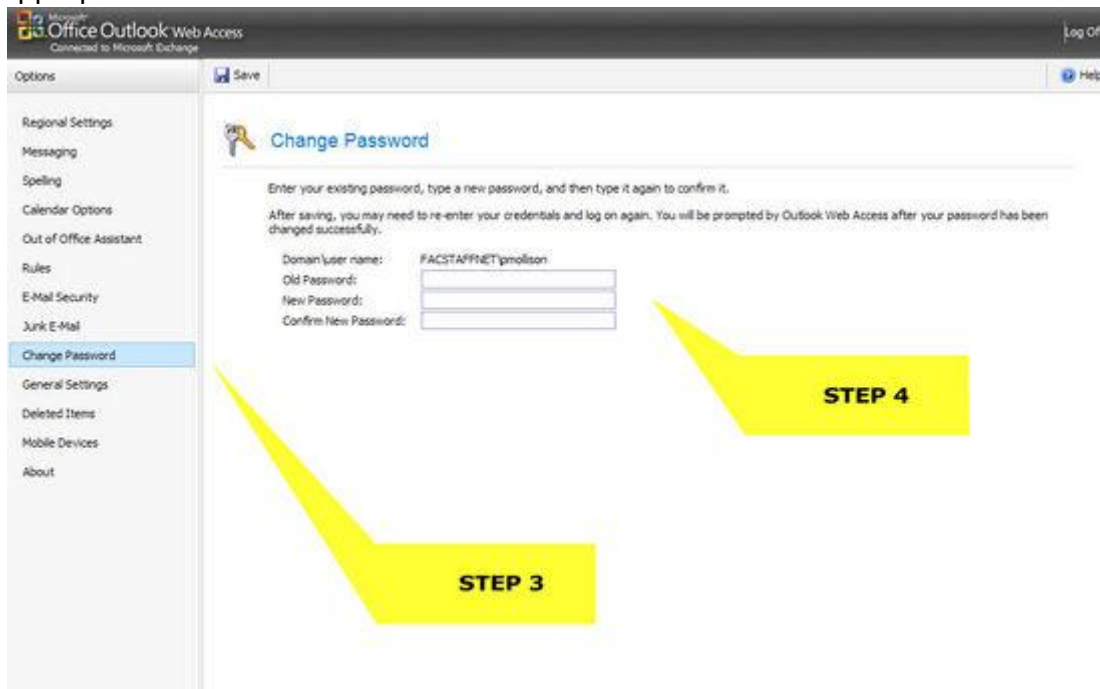 Microsoft
Office Outlook Web Access
Connected to Microsoft Exchange
Log Of
Options
Save
Help
Regional Settings
Messaging
Spelling
Calendar Options
Out of Office Assistant
Rules
E-Mail Security
Junk E-Mail
Change Password
General Settings
Deleted Items
Mobile Devices
About
Change Password
Enter your existing password, type a new password, and then type it again to confirm it.
After saving, you may need to re-enter your credentials and log on again. You will be prompted by Outlook Web Access after your password has been
changed successfully.
Domain\user name: FACSTAFFNET\pmollison
Old Password:
New Password:
Confirm New Password:
STEP 4
STEP 3